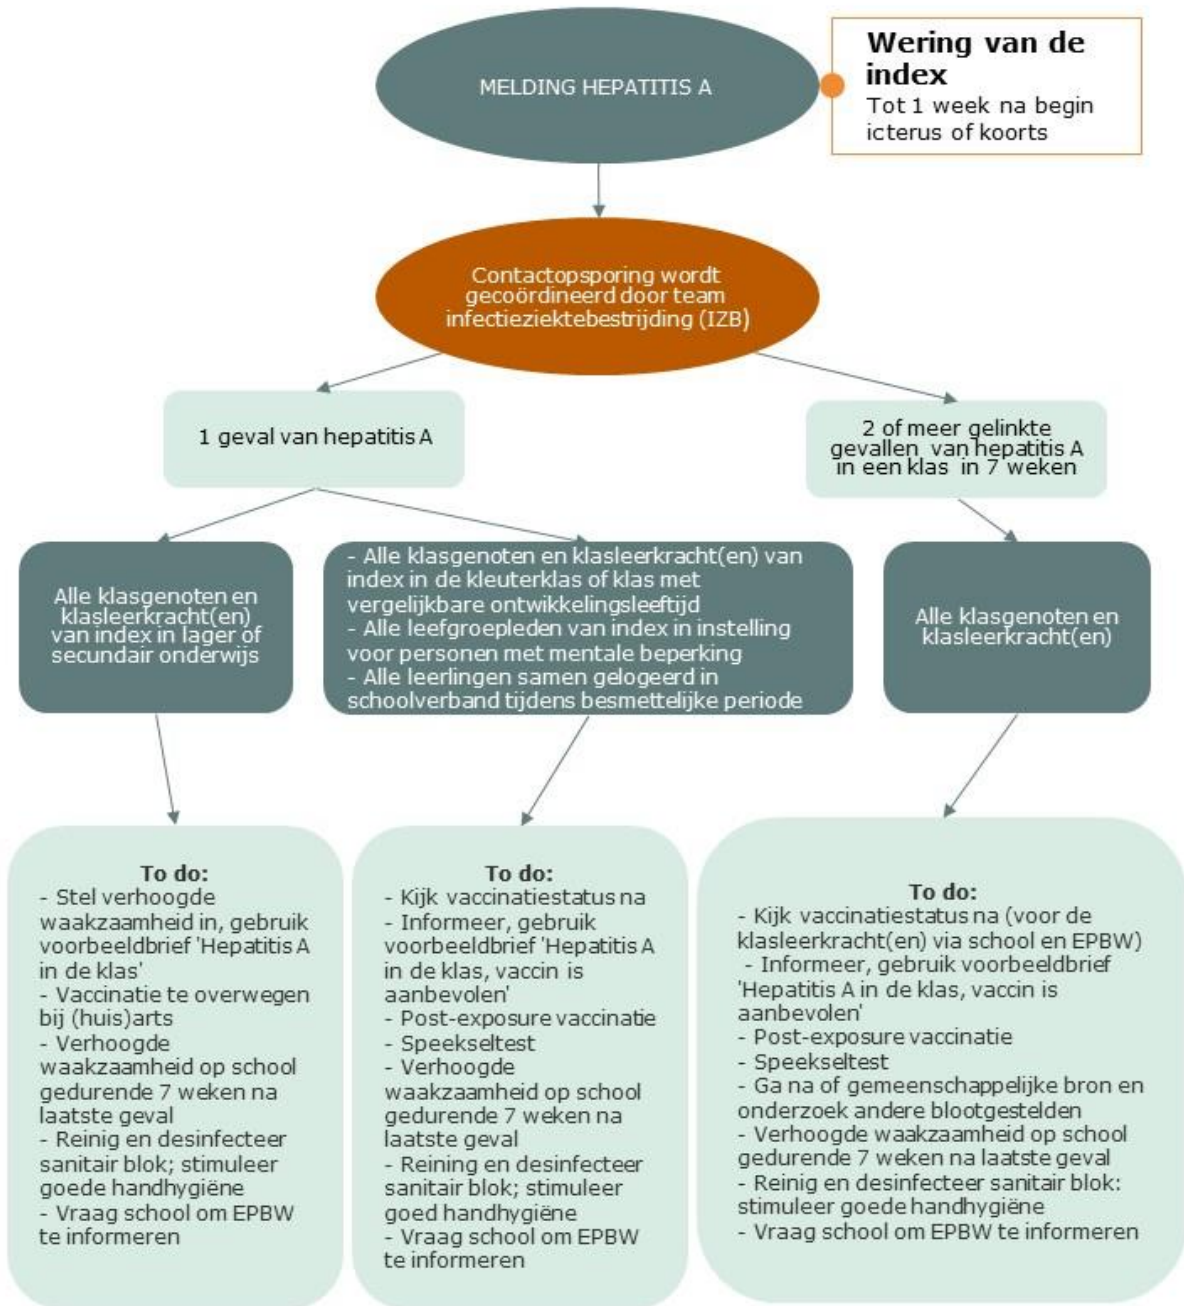 MELDING HEPATITIS A
Wering van de
index
Tot 1 week na begin
icterus of koorts
Contactopsporing wordt
gecoördineerd door team
infectieziektebestrijding (IZB)
1 geval van hepatitis A
2 of meer gelinkte
gevallen van hepatitis A
in een klas in 7 weken
Alle klasgenoten en
klasleerkracht(en)
van index in lager of
secundair onderwijs
- Alle klasgenoten en klasleerkracht(en) van
index in de kleuterklas of klas met
vergelijkbare ontwikkelingsleeftijd
- Alle leefgroepleden van index in instelling
voor personen met mentale beperking
- Alle leerlingen samen gelogeerd in
schoolverband tijdens besmettelijke periode
Alle klasgenoten en
klasleerkracht(en)
To do:
- Stel verhoogde
waakzaamheid in, gebruik
voorbeeldbrief 'Hepatitis A
in de klas'
- Vaccinatie te overwegen
bij (huis)arts
- Verhoogde
waakzaamheid op school
gedurende 7 weken na
laatste geval
- Reinig en desinfecteer
sanitair blok; stimuleer
goede handhygiëne
- Vraag school om EPBW
te informeren
To do:
- Kijk vaccinatiestatus na
- Informeer, gebruik
voorbeeldbrief 'Hepatitis A
in de klas, vaccin is
aanbevolen'
- Post-exposure vaccinatie
- Speekseltest
- Verhoogde
waakzaamheid op school
gedurende 7 weken na
laatste geval
- Reining en desinfecteer
sanitair blok; stimuleer
goed handhygiëne
- Vraag school om EPBW
te informeren
To do:
- Kijk vaccinatiestatus na (voor de
klasleerkracht(en) via school en EPBW)
- Informeer, gebruik voorbeeldbrief
'Hepatitis A in de klas, vaccin is
aanbevolen'
- Post-exposure vaccinatie
- Speekseltest
- Ga na of gemeenschappelijke bron en
onderzoek andere blootgestelden
- Verhoogde waakzaamheid op school
gedurende 7 weken na laatste geval
- Reinig en desinfecteer sanitair blok:
stimuleer goede handhygiëne
- Vraag school om EPBW te informeren